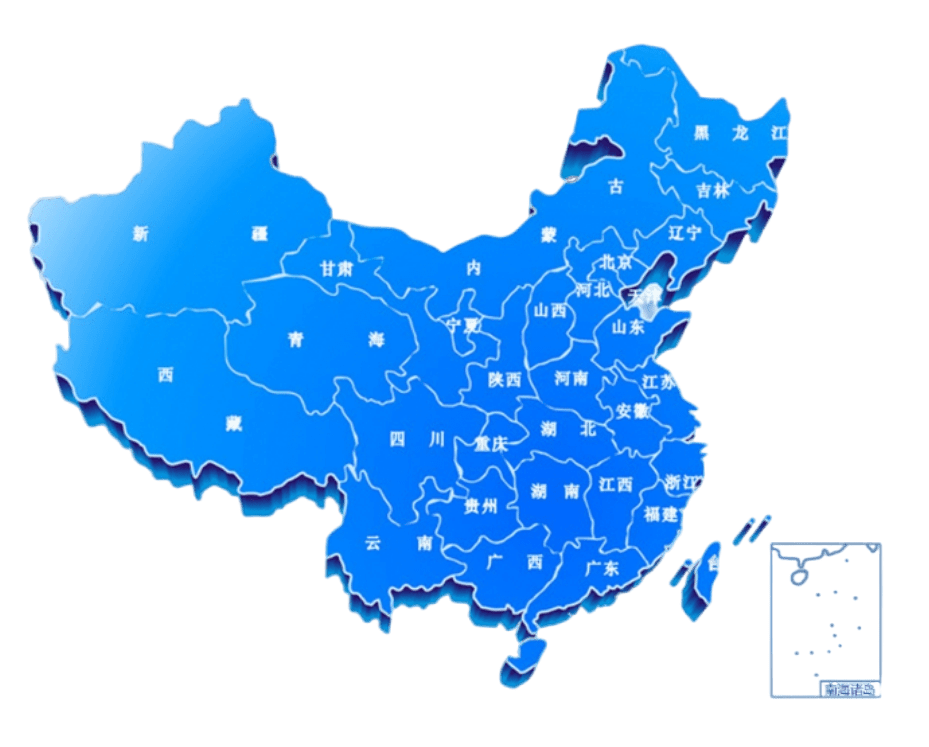 黑龙江
吉林
古
辽宁
新疆
蒙
北京
内
甘肃
河北
天津
宁夏
山西
山东
青海
西
陕西
河南
江苏
安徽
藏
湖北
四川
重庆
浙江
江西
湖南
贵州
福建
云南
广西
广东
台
南海诸岛